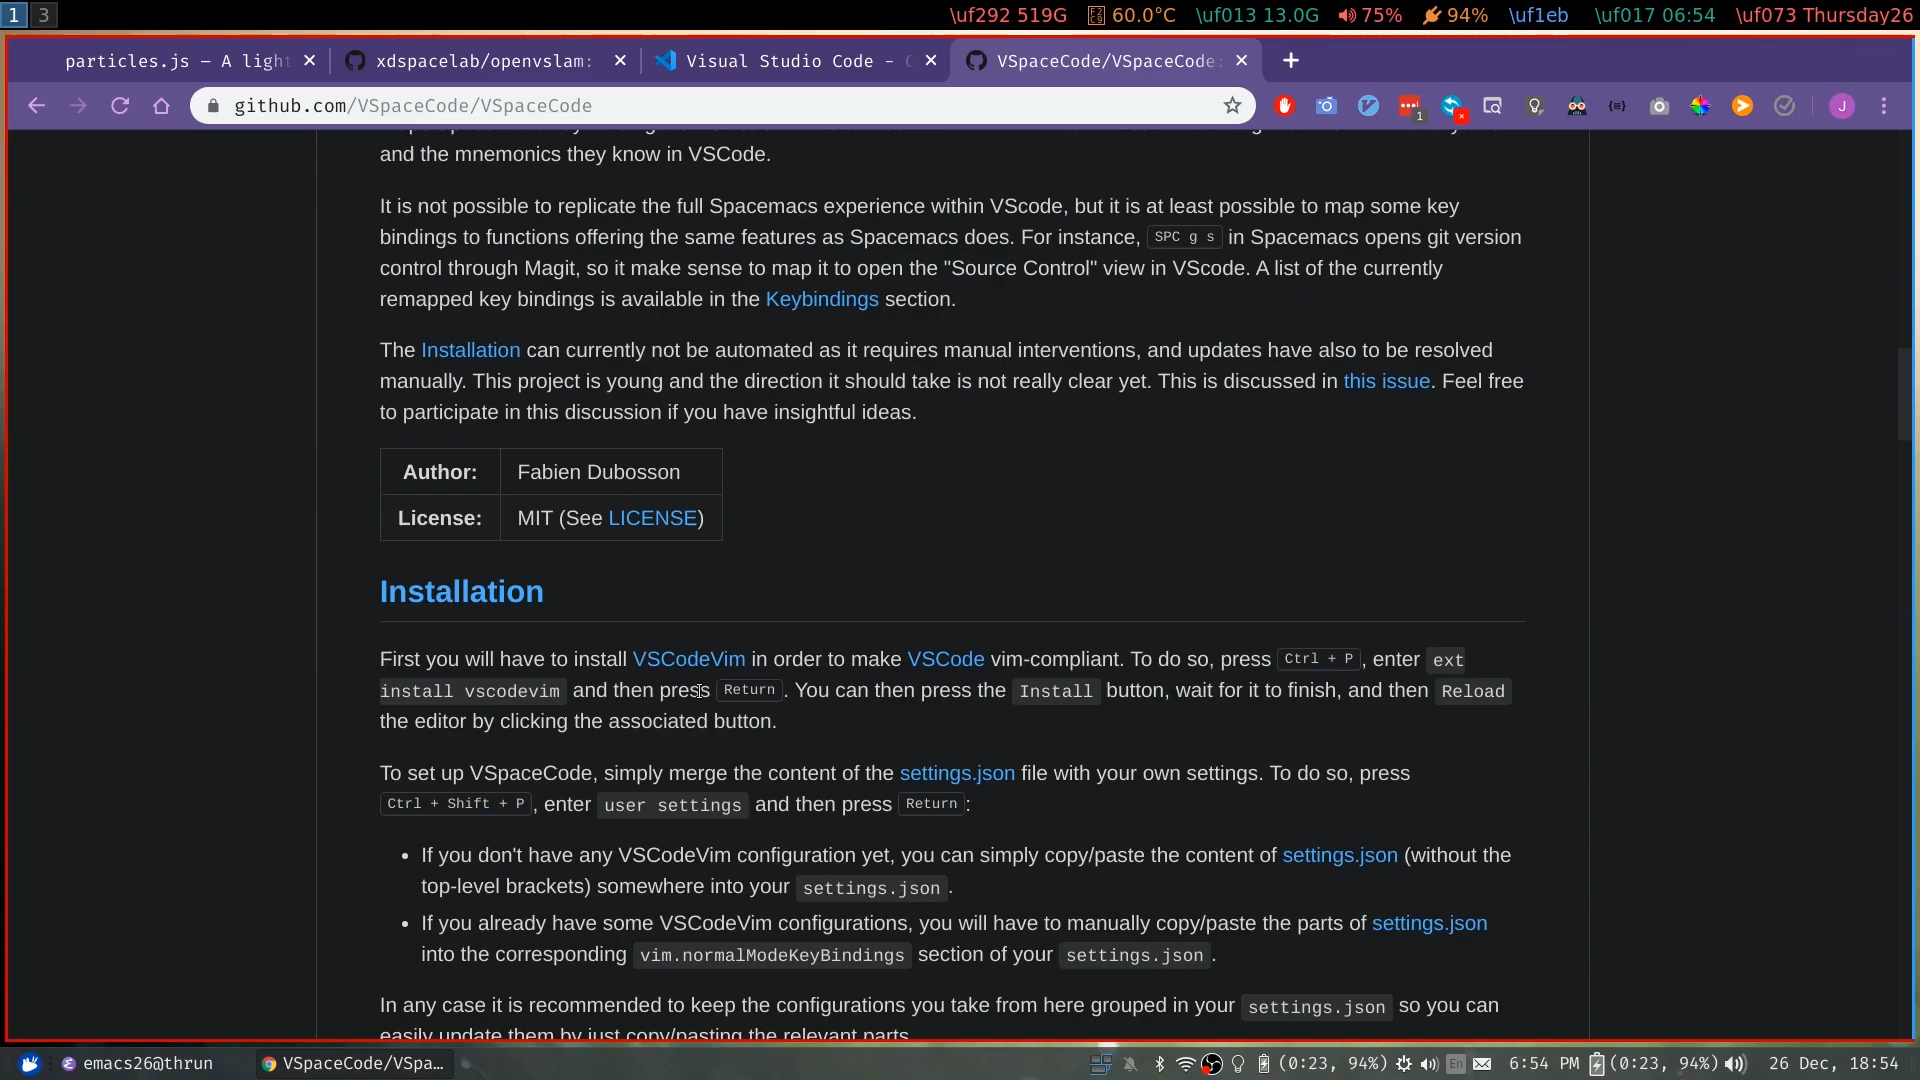 1 3 \uf292 519G 60.0°C \uf013 13.0G 75% 94% \uf1eb \uf017 06:54 \uf073 Thursday26
particles.js — A light xdspacelab/openvslam: Visual Studio Code - VSpaceCode/VSpaceCode:
github.com/VSpaceCode/VSpaceCode
and the mnemonics they know in VSCode.
It is not possible to replicate the full Spacemacs experience within VScode, but it is at least possible to map some key
bindings to functions offering the same features as Spacemacs does. For instance, SPC g s in Spacemacs opens git version
control through Magit, so it make sense to map it to open the "Source Control" view in VScode. A list of the currently
remapped key bindings is available in the Keybindings section.
The Installation can currently not be automated as it requires manual interventions, and updates have also to be resolved
manually. This project is young and the direction it should take is not really clear yet. This is discussed in this issue. Feel free
to participate in this discussion if you have insightful ideas.
Author: Fabien Dubosson
License: MIT (See LICENSE)
Installation
First you will have to install VSCodeVim in order to make VSCode vim-compliant. To do so, press Ctrl + P, enter ext
install vscodevim and then press Return. You can then press the Install button, wait for it to finish, and then Reload
the editor by clicking the associated button.
To set up VSpaceCode, simply merge the content of the settings.json file with your own settings. To do so, press
Ctrl + Shift + P, enter user settings and then press Return:
• If you don't have any VSCodeVim configuration yet, you can simply copy/paste the content of settings.json (without the
top-level brackets) somewhere into your settings.json.
• If you already have some VSCodeVim configurations, you will have to manually copy/paste the parts of settings.json
into the corresponding vim.normalModeKeyBindings section of your settings.json.
In any case it is recommended to keep the configurations you take from here grouped in your settings.json so you can
easily update them by just copy/pasting the relevant parts.
emacs26@thrun VSpaceCode/VSpa... (0:23, 94%) En 6:54 PM (0:23, 94%) 26 Dec, 18:54